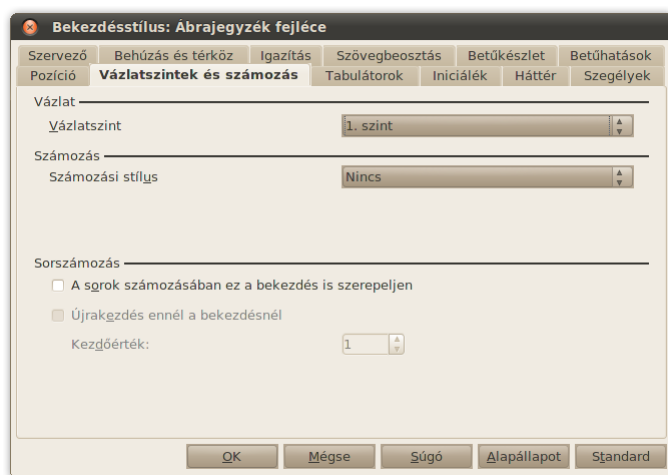 Bekezdésstílus: Ábrajegyzék fejléce
Szervező Behúzás és térköz Igazítás Szövegbeosztás Betűkészlet Betűhatások
Pozíció Vázlatszintek és számozás Tabulátorok Iniciálék Háttér Szegélyek
Vázlat
Vázlatszint 1. szint
Számozás
Számozási stílus Nincs
Sorszámozás
A sorok számozásában ez a bekezdés is szerepeljen
Újrakezdés ennél a bekezdésnél
Kezdőérték: 1
OK Mégse Súgó Alapállapot Standard